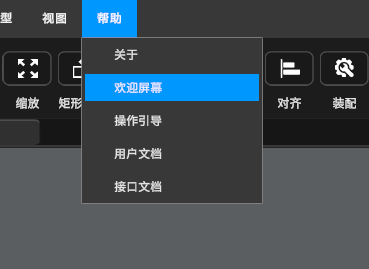 型 视图 帮助
关于
欢迎屏幕
操作引导
用户文档
接口文档
缩放 矩形 对齐 装配